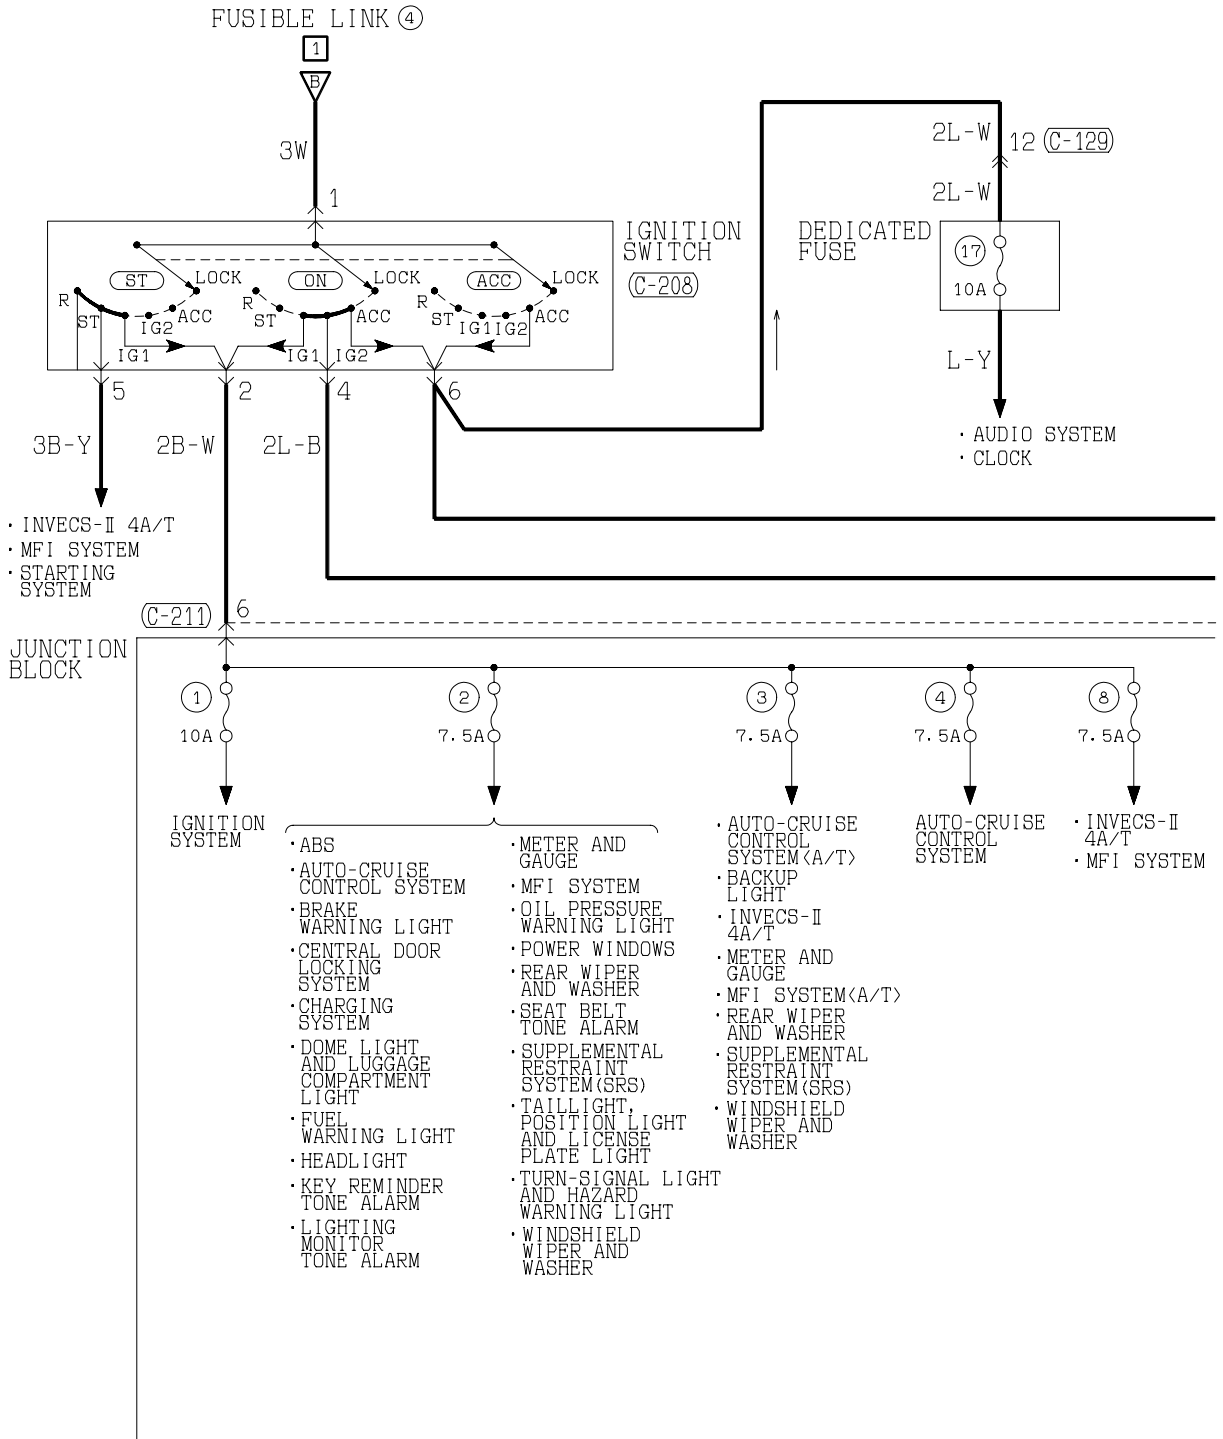 FUSIBLE LINK ④
1
B
3W
1
2L-W
12 (C-129)
2L-W
IGNITION
SWITCH
(C-208)
DEDICATED
FUSE
17
10A
ST
LOCK
ON
LOCK
ACC
LOCK
R
ST
IG1
IG2
ACC
R
ST
IG1
IG2
ACC
R
ST
IG1
IG2
ACC
5
2
4
6
L-Y
3B-Y
2B-W
2L-B
· AUDIO SYSTEM
· CLOCK
· INVECS-Ⅱ 4A/T
· MFI SYSTEM
· STARTING
SYSTEM
(C-211)
6
JUNCTION
BLOCK
1
10A
2
7.5A
3
7.5A
4
7.5A
8
7.5A
IGNITION
SYSTEM
· ABS
· AUTO-CRUISE
CONTROL SYSTEM
· BRAKE
WARNING LIGHT
· CENTRAL DOOR
LOCKING
SYSTEM
· CHARGING
SYSTEM
· DOME LIGHT
AND LUGGAGE
COMPARTMENT
LIGHT
· FUEL
WARNING LIGHT
· HEADLIGHT
· KEY REMINDER
TONE ALARM
· LIGHTING
MONITOR
TONE ALARM
· METER AND
GAUGE
· MFI SYSTEM
· OIL PRESSURE
WARNING LIGHT
· POWER WINDOWS
· REAR WIPER
AND WASHER
· SEAT BELT
TONE ALARM
· SUPPLEMENTAL
RESTRAINT
SYSTEM(SRS)
· TAILLIGHT,
POSITION LIGHT
AND LICENSE
PLATE LIGHT
· TURN-SIGNAL LIGHT
AND HAZARD
WARNING LIGHT
· WINDSHIELD
WIPER AND
WASHER
· AUTO-CRUISE
CONTROL
SYSTEM<A/T>
· BACKUP
LIGHT
· INVECS-Ⅱ
4A/T
· METER AND
GAUGE
· MFI SYSTEM<A/T>
· REAR WIPER
AND WASHER
· SUPPLEMENTAL
RESTRAINT
SYSTEM(SRS)
· WINDSHIELD
WIPER AND
WASHER
AUTO-CRUISE
CONTROL
SYSTEM
· INVECS-Ⅱ
4A/T
· MFI SYSTEM